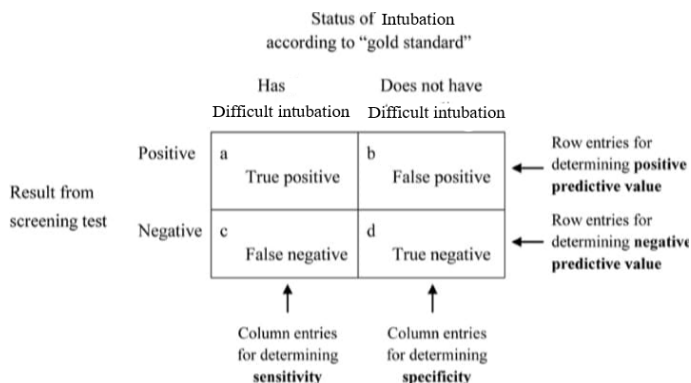 Status of Intubation
according to “gold standard”
Has
Difficult intubation
Does not have
Difficult intubation
Result from
screening test
Positive
a
True positive
b
False positive
Row entries for
determining positive
predictive value
Negative
c
False negative
d
True negative
Row entries for
determining negative
predictive value
Column entries
for determining
sensitivity
Column entries
for determining
specificity